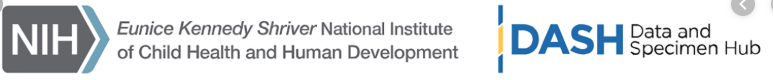 NIH
Eunice Kennedy Shriver National Institute
of Child Health and Human Development
DASH
Data and
Specimen Hub